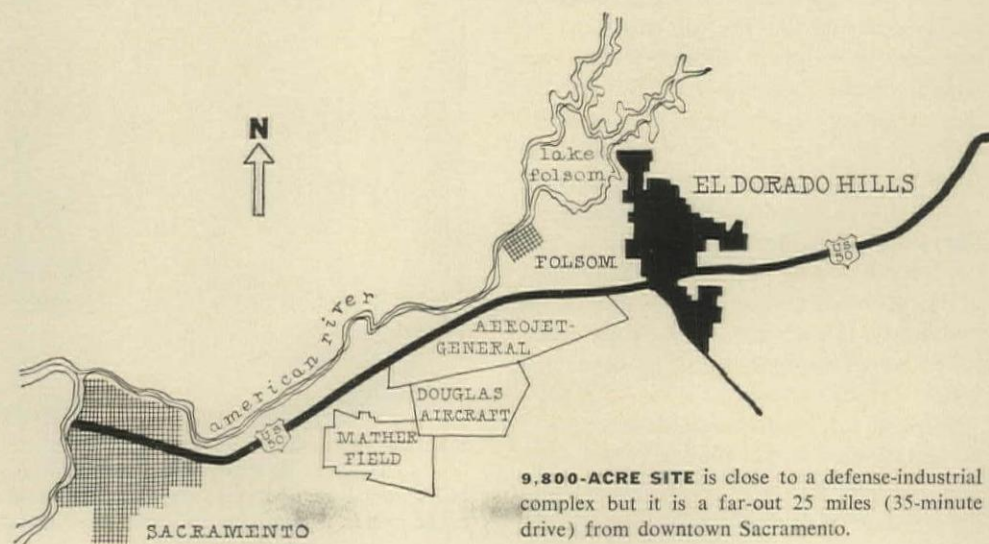 N
lake
folsom
EL DORADO HILLS
US
50
FOLSOM
american river
AEROJET-
GENERAL
DOUGLAS
AIRCRAFT
US
50
MATHER
FIELD
SACRAMENTO
9,800-ACRE SITE is close to a defense-industrial
complex but it is a far-out 25 miles (35-minute
drive) from downtown Sacramento.